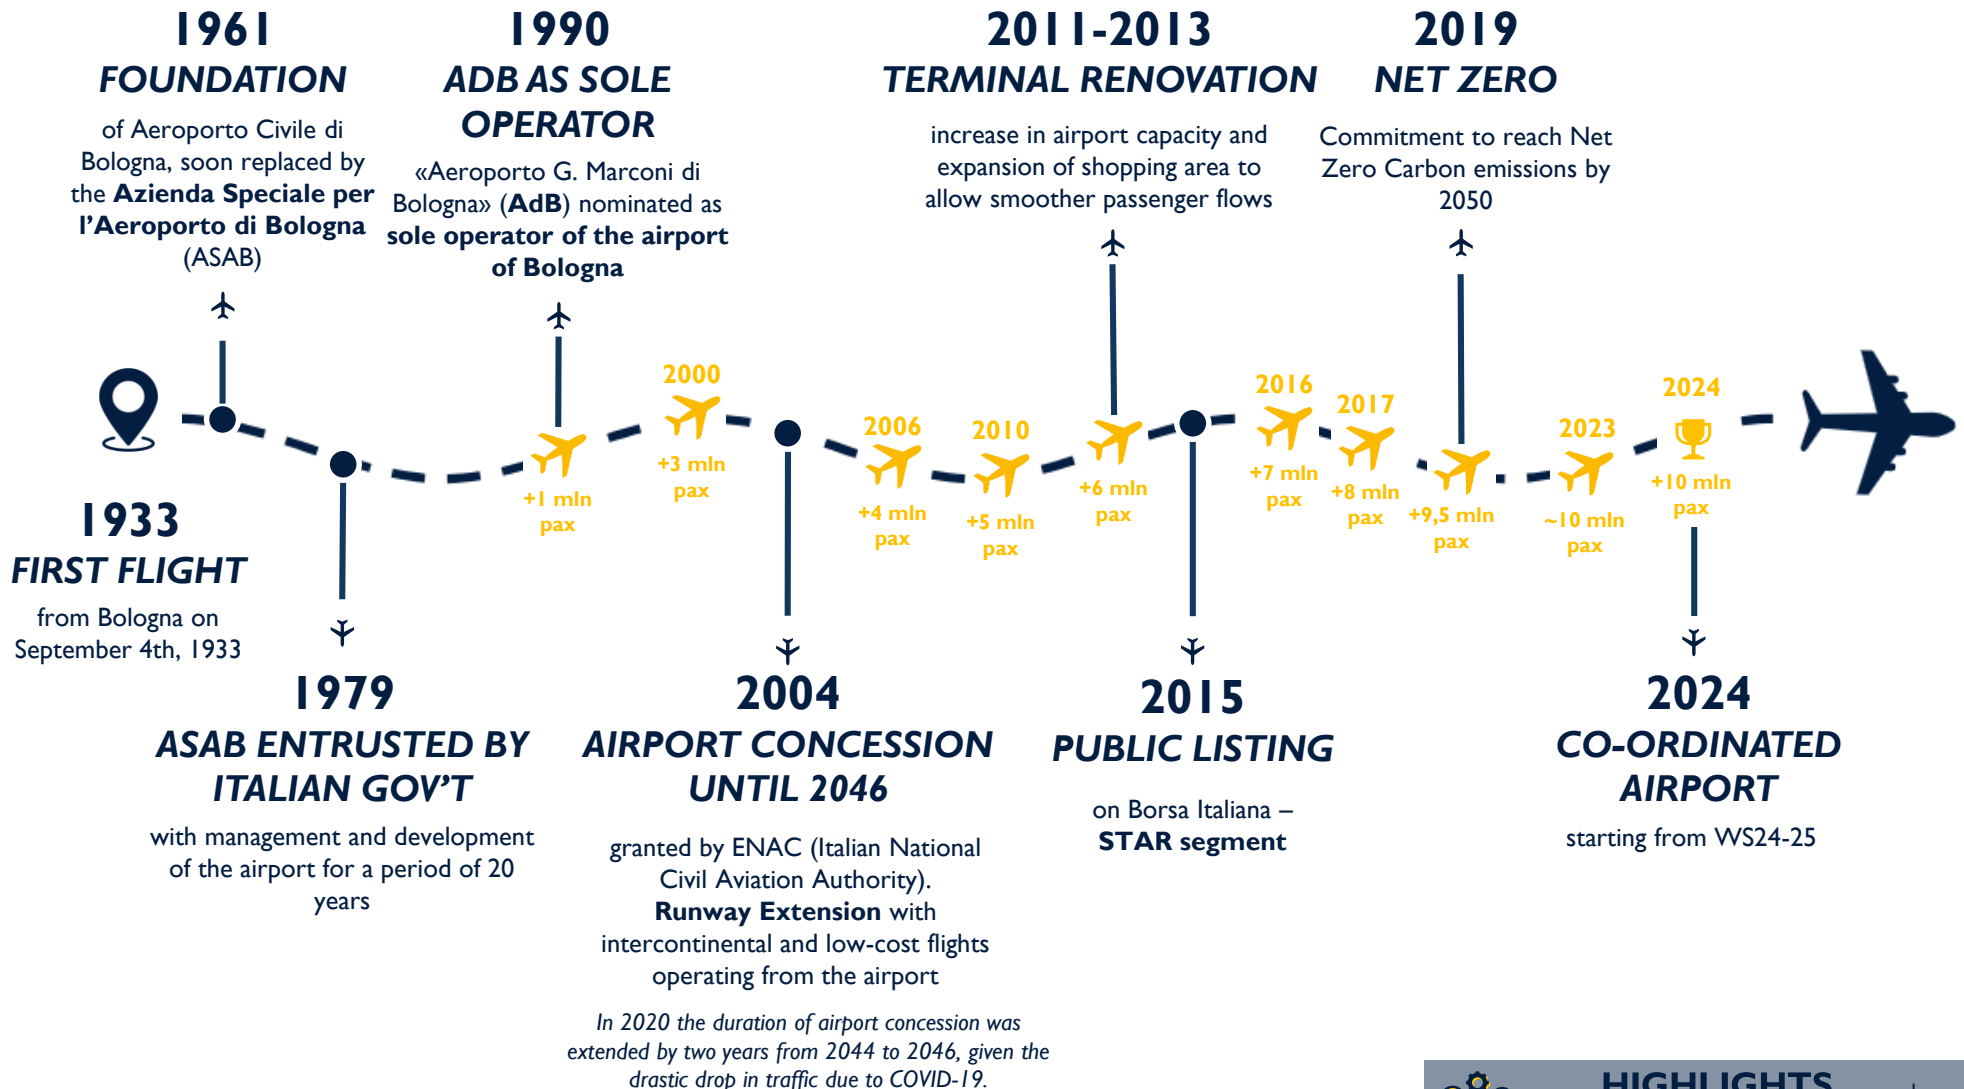 1961
FOUNDATION
of Aeroporto Civile di
Bologna, soon replaced by
the Azienda Speciale per
l’Aeroporto di Bologna
(ASAB)
1990
ADB AS SOLE
OPERATOR
«Aeroporto G. Marconi di
Bologna» (AdB) nominated as
sole operator of the airport
of Bologna
2011-2013
TERMINAL RENOVATION
increase in airport capacity and
expansion of shopping area to
allow smoother passenger flows
2019
NET ZERO
Commitment to reach Net
Zero Carbon emissions by
2050
+1 mln
pax
2000
+3 mln
pax
2006
+4 mln
pax
2010
+5 mln
pax
+6 mln
pax
2016
+7 mln
pax
2017
+8 mln
pax
+9,5 mln
pax
2023
~10 mln
pax
2024
+10 mln
pax
1933
FIRST FLIGHT
from Bologna on
September 4th, 1933
1979
ASAB ENTRUSTED BY
ITALIAN GOV’T
with management and development
of the airport for a period of 20
years
2004
AIRPORT CONCESSION
UNTIL 2046
granted by ENAC (Italian National
Civil Aviation Authority).
Runway Extension with
intercontinental and low-cost flights
operating from the airport
In 2020 the duration of airport concession was
extended by two years from 2044 to 2046, given the
drastic drop in traffic due to COVID-19.
2015
PUBLIC LISTING
on Borsa Italiana –
STAR segment
2024
CO-ORDINATED
AIRPORT
starting from WS24-25
HIGHLIGHTS